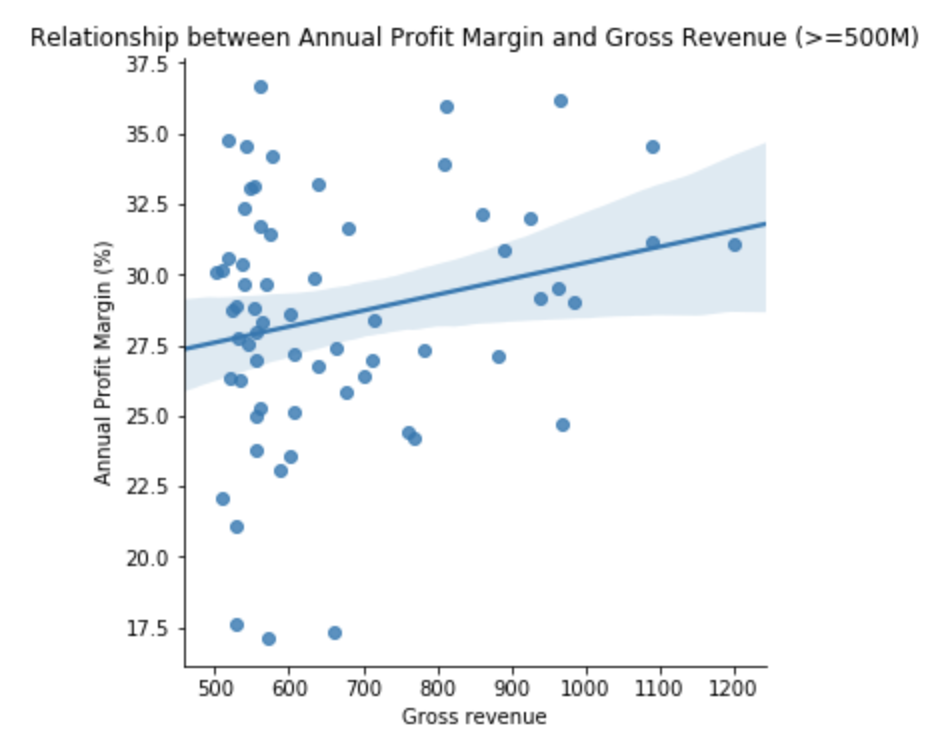 Relationship between Annual Profit Margin and Gross Revenue (>=500M)
37.5
35.0
32.5
30.0
27.5
25.0
22.5
20.0
17.5
Annual Profit Margin (%)
500 600 700 800 900 1000 1100 1200
Gross revenue